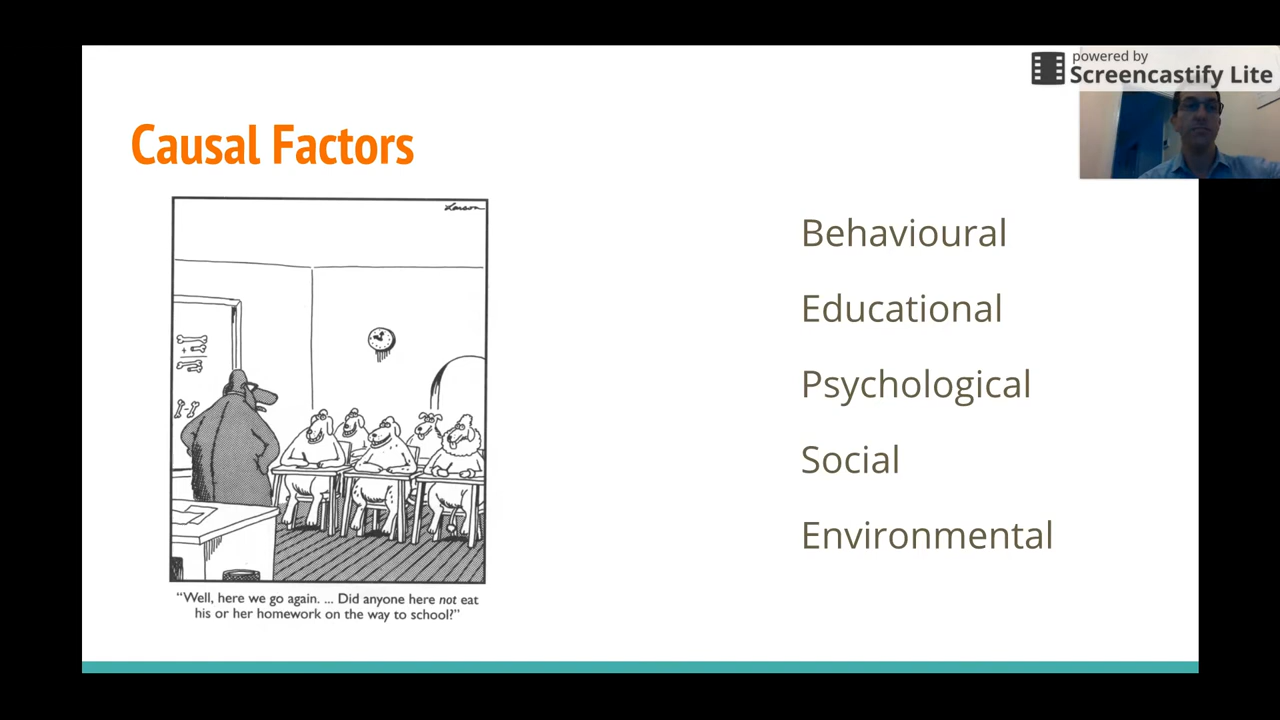 powered by
Screencastify Lite
Causal Factors
Larson
Behavioural
Educational
Psychological
Social
Environmental
"Well, here we go again. ... Did anyone here not eat
his or her homework on the way to school?"